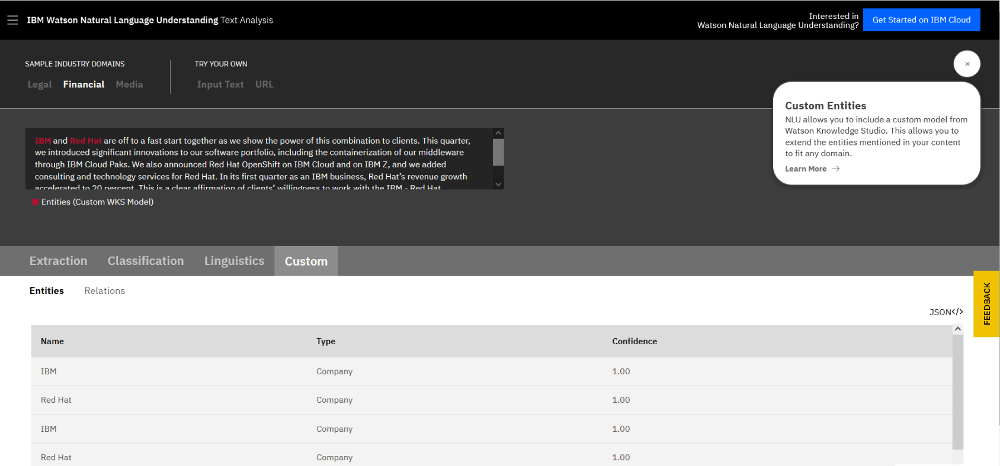 IBM Watson Natural Language Understanding Text Analysis
Interested in
Watson Natural Language Understanding?
Get Started on IBM Cloud
SAMPLE INDUSTRY DOMAINS
Legal Financial Media
TRY YOUR OWN
Input Text URL
×
Custom Entities
NLU allows you to include a custom model from
Watson Knowledge Studio. This allows you to
extend the entities mentioned in your content
to fit any domain.
Learn More →
IBM and Red Hat are off to a fast start together as we show the power of this combination to clients. This quarter,
we introduced significant innovations to our software portfolio, including the containerization of our middleware
through IBM Cloud Paks. We also announced Red Hat OpenShift on IBM Cloud and on IBM Z, and we added
consulting and technology services for Red Hat. In its first quarter as an IBM business, Red Hat’s revenue growth
accelerated to 20 percent. This is a clear affirmation of clients’ willingness to work with the IBM - Red Hat
Entities (Custom WKS Model)
Extraction Classification Linguistics Custom
Entities Relations
JSON</>
FEEDBACK
Name Type Confidence
IBM Company 1.00
Red Hat Company 1.00
IBM Company 1.00
Red Hat Company 1.00